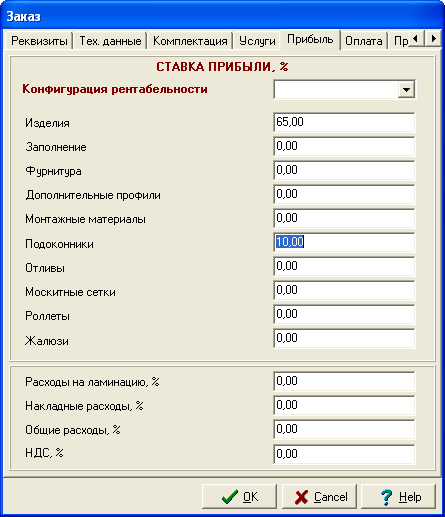 Заказ
Реквизиты Тех. данные Комплектация Услуги Прибыль Оплата Пр
СТАВКА ПРИБЫЛИ, %
Конфигурация рентабельности
Изделия 65,00
Заполнение 0,00
Фурнитура 0,00
Дополнительные профили 0,00
Монтажные материалы 0,00
Подоконники 10,00
Отливы 0,00
Москитные сетки 0,00
Роллеты 0,00
Жалюзи 0,00
Расходы на ламинацию, % 0,00
Накладные расходы, % 0,00
Общие расходы, % 0,00
НДС, % 0,00
OK Cancel Help